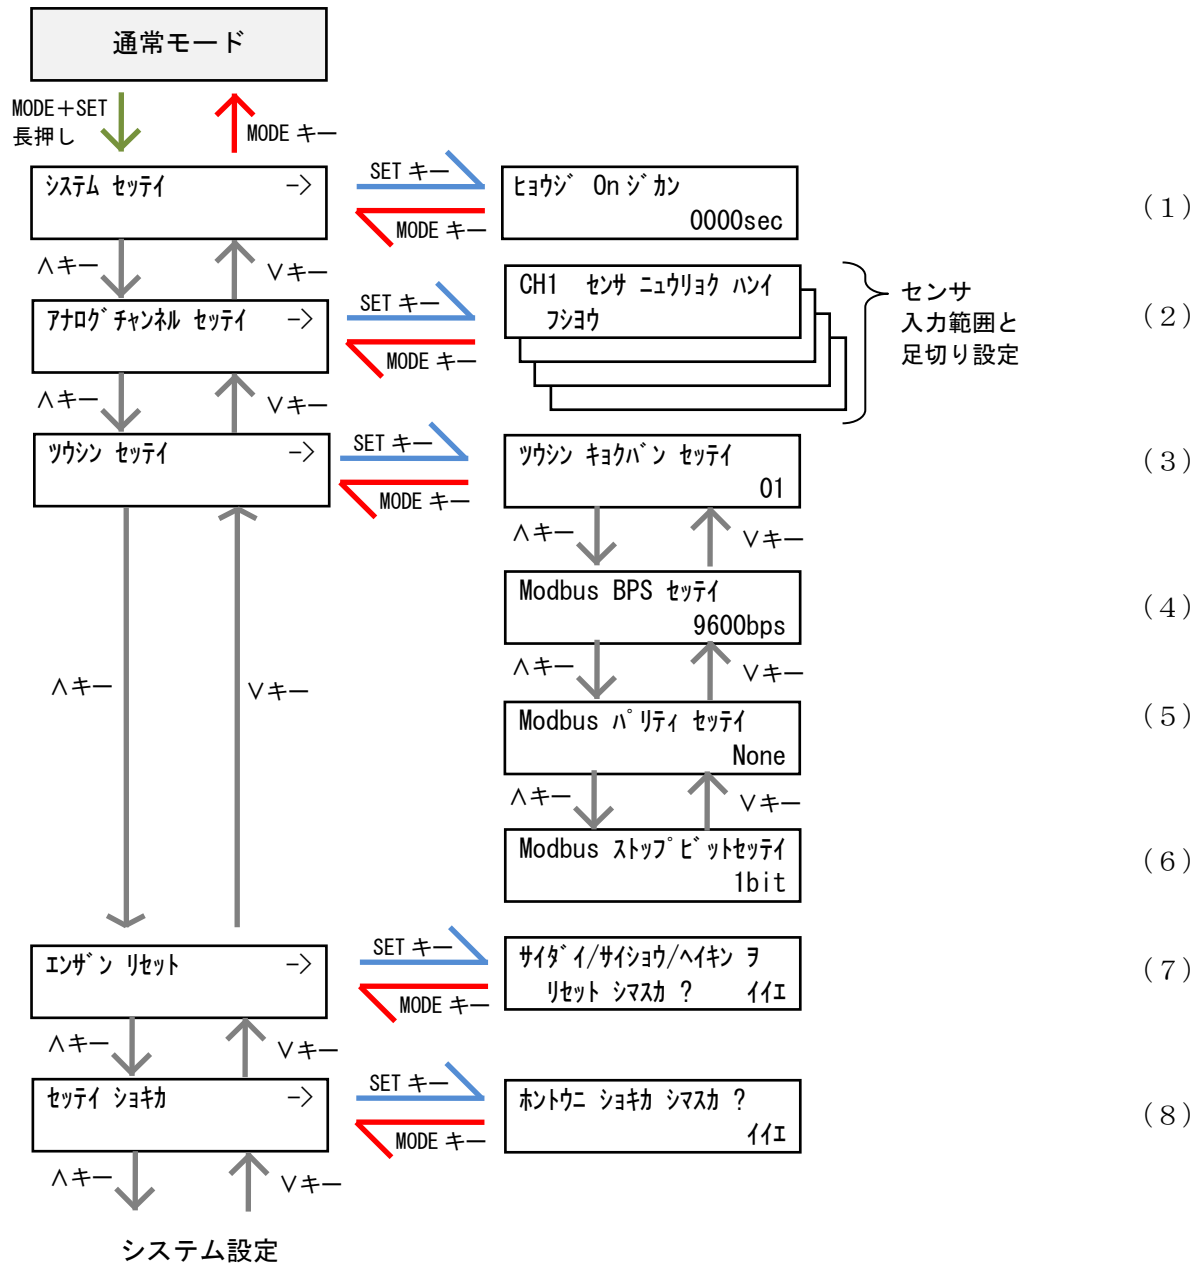 通常モード
MODE＋SET
長押し
MODE キー
ｼｽﾃﾑ ｾｯﾃｲ ->
SET キー
MODE キー
ﾋｮｳｼﾞ Onｼﾞｶﾝ
0000sec
（1）
∧キー
∨キー
ｱﾅﾛｸﾞﾁｬﾝﾈﾙ ｾｯﾃｲ ->
SET キー
MODE キー
CH1 ｾﾝｻ ﾆｭｳﾘｮｸ ﾊﾝｲ
ﾌｼﾖｳ
センサ
入力範囲と
足切り設定
（2）
∧キー
∨キー
ﾂｳｼﾝ ｾｯﾃｲ ->
SET キー
MODE キー
ﾂｳｼﾝ ｷｮｸﾊﾞﾝ ｾｯﾃｲ
01
（3）
∧キー
∨キー
Modbus BPS ｾｯﾃｲ
9600bps
（4）
∧キー
∨キー
∧キー
∨キー
Modbus ﾊﾟﾘﾃｨ ｾｯﾃｲ
None
（5）
∧キー
∨キー
Modbus ｽﾄｯﾌﾟﾋﾞｯﾄｾｯﾃｲ
1bit
（6）
ｴﾝｻﾞﾝ ﾘｾｯﾄ ->
SET キー
MODE キー
ｻｲﾀﾞｲ/ｻｲｼｮｳ/ﾍｲｷﾝ ｦ
ﾘｾｯﾄ ｼﾏｽｶ ? ｲｲｴ
（7）
∧キー
∨キー
ｾｯﾃｲ ｼｮｷｶ ->
SET キー
MODE キー
ﾎﾝﾄｳﾆ ｼｮｷｶ ｼﾏｽｶ ?
ｲｲｴ
（8）
∧キー
∨キー
システム設定